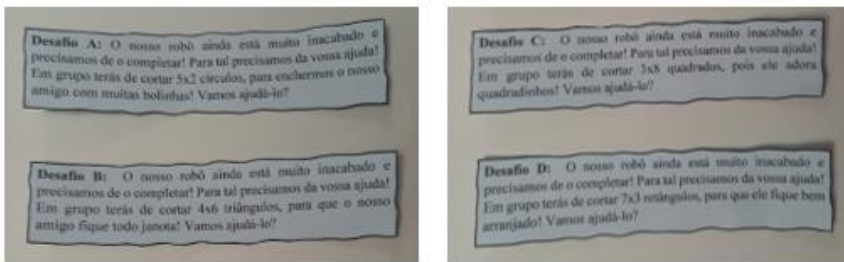 Desafio A: O nosso robô ainda está muito inacabado e
precisamos de o completar! Para tal precisamos da vossa ajuda!
Em grupo terás de cortar 5x2 círculos, para enchermos o nosso
amigo com muitas bolinhas! Vamos ajudá-lo?
Desafio B: O nosso robô ainda está muito inacabado e
precisamos de o completar! Para tal precisamos da vossa ajuda!
Em grupo terás de cortar 4x6 triângulos, para que o nosso
amigo fique todo janota! Vamos ajudá-lo?
Desafio C: O nosso robô ainda está muito inacabado e
precisamos de o completar! Para tal precisamos da vossa ajuda!
Em grupo terás de cortar 3x8 quadrados, pois ele adora
quadradinhos! Vamos ajudá-lo?
Desafio D: O nosso robô ainda está muito inacabado e
precisamos de o completar! Para tal precisamos da vossa ajuda!
Em grupo terás de cortar 7x3 retângulos, para que ele fique bem
arranjado! Vamos ajudá-lo?